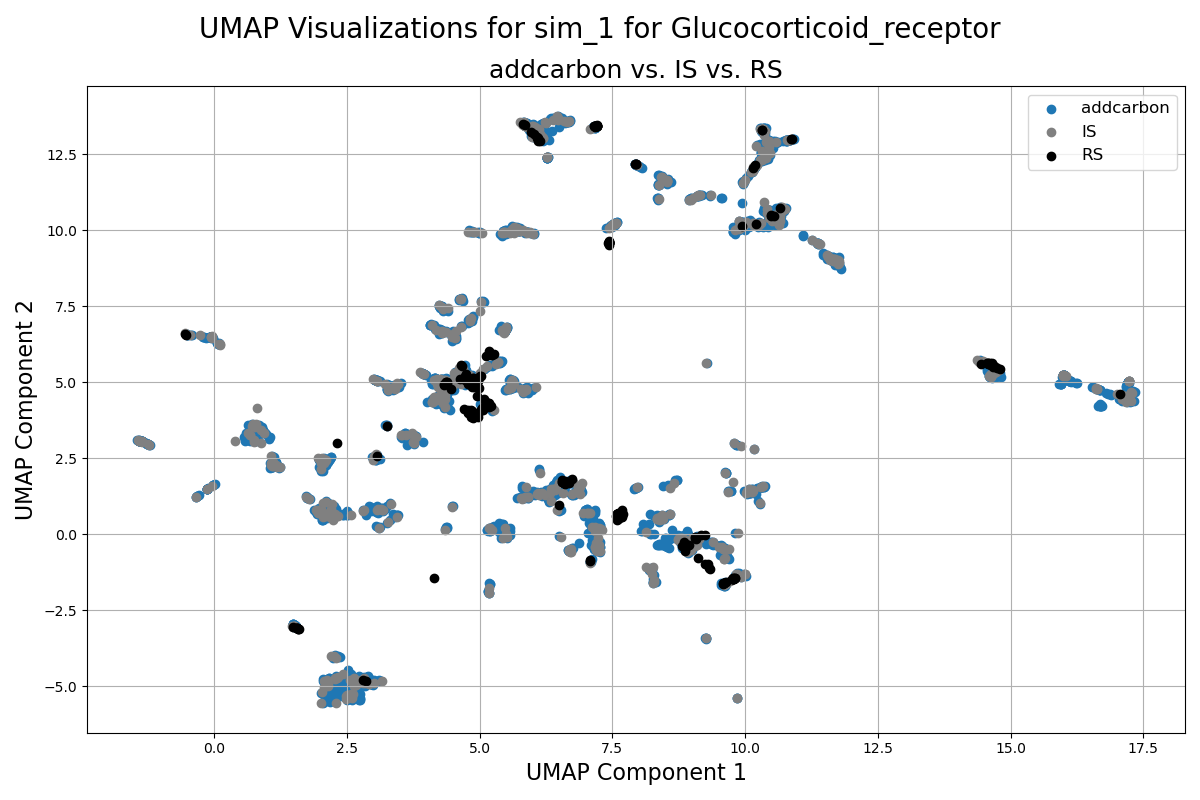 UMAP Visualizations for sim_1 for Glucocorticoid_receptor
addcarbon vs. IS vs. RS
addcarbon
IS
RS
12.5
10.0
7.5
5.0
2.5
0.0
−2.5
−5.0
UMAP Component 2
0.0 2.5 5.0 7.5 10.0 12.5 15.0 17.5
UMAP Component 1